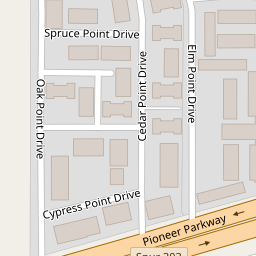 Spruce Point Drive
Elm Point Drive
Cedar Point Drive
Oak Point Drive
Cypress Point Drive
Pioneer Parkway